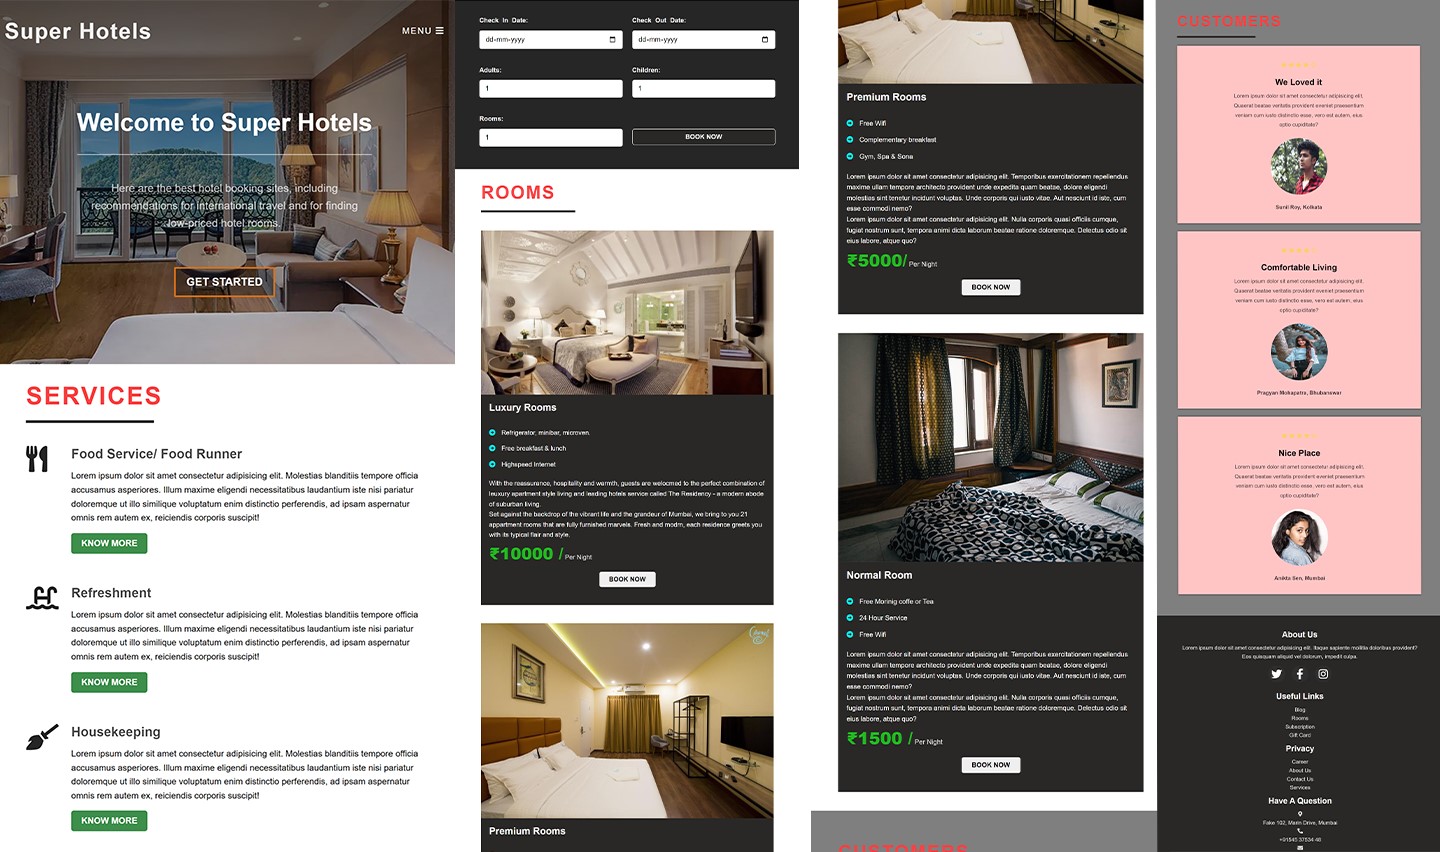 Super Hotels
MENU
Welcome to Super Hotels
Here are the best hotel booking sites, including
recommendations for international travel and for finding
low-priced hotel rooms.
GET STARTED
SERVICES
Food Service/ Food Runner
Lorem ipsum dolor sit amet consectetur adipisicing elit. Molestias blanditiis tempore officia
accusamus asperiores. Illum maxime eligendi necessitatibus laudantium iste nisi pariatur
doloremque ut illo similique voluptatum enim distinctio perferendis, ad ipsam aspernatur
omnis rem autem ex, reiciendis corporis suscipit!
KNOW MORE
Refreshment
Lorem ipsum dolor sit amet consectetur adipisicing elit. Molestias blanditiis tempore officia
accusamus asperiores. Illum maxime eligendi necessitatibus laudantium iste nisi pariatur
doloremque ut illo similique voluptatum enim distinctio perferendis, ad ipsam aspernatur
omnis rem autem ex, reiciendis corporis suscipit!
KNOW MORE
Housekeeping
Lorem ipsum dolor sit amet consectetur adipisicing elit. Molestias blanditiis tempore officia
accusamus asperiores. Illum maxime eligendi necessitatibus laudantium iste nisi pariatur
doloremque ut illo similique voluptatum enim distinctio perferendis, ad ipsam aspernatur
omnis rem autem ex, reiciendis corporis suscipit!
KNOW MORE
Check In Date:
Check Out Date:
dd-mm-yyyy
dd-mm-yyyy
Adults:
Children:
1
1
Rooms:
1
BOOK NOW
ROOMS
Luxury Rooms
Refrigerator, minibar, microven.
Free breakfast & lunch
Highspeed Internet
With the reassurance, hospitality and warmth, guests are welocmed to the perfect combination of
leuxury apartment style living and leading hotels service called The Residency - a modern abode
of suburban living.
Set against the backdrop of the vibrant life and the grandeur of Mumbai, we bring to you 21
appartment rooms that are fully furnished marvels. Fresh and modrn, each residence greets you
with its typical flair and style.
₹10000 / Per Night
BOOK NOW
Premium Rooms
Premium Rooms
Free Wifi
Complementary breakfast
Gym, Spa & Sona
Lorem ipsum dolor sit amet consectetur adipisicing elit. Temporibus exercitationem repellendus
maxime ullam tempore architecto provident unde expedita quam beatae, dolore eligendi
molestias sint incidunt voluptas. Unde corporis qui iusto vitae. Aut nesciunt id iste, cum
esse commodi nemo?
Lorem ipsum dolor sit amet consectetur adipisicing elit. Nulla corporis quasi officiis cumque,
fugiat nostrum sunt, tempora animi dicta laborum beatae ratione doloremque. Delectus odio sit
eius labore, atque quo?
₹5000/ Per Night
BOOK NOW
Normal Room
Free Morinig coffe or Tea
24 Hour Service
Free Wifi
Lorem ipsum dolor sit amet consectetur adipisicing elit. Temporibus exercitationem repellendus
maxime ullam tempore architecto provident unde expedita quam beatae, dolore eligendi
molestias sint incidunt voluptas. Unde corporis qui iusto vitae. Aut nesciunt id iste, cum
esse commodi nemo?
Lorem ipsum dolor sit amet consectetur adipisicing elit. Nulla corporis quasi officiis cumque,
fugiat nostrum sunt, tempora animi dicta laborum beatae ratione doloremque. Delectus odio sit
eius labore, atque quo?
₹1500 / Per Night
BOOK NOW
CUSTOMERS
CUSTOMERS
We Loved it
Lorem ipsum dolor sit amet consectetur adipisicing elit.
Quaerat beatae veritatis provident eveniet praesentium
veniam cum iusto distinctio esse, vero est autem, eius
optio cupiditate?
Sunil Roy, Kolkata
Comfortable Living
Lorem ipsum dolor sit amet consectetur adipisicing elit.
Quaerat beatae veritatis provident eveniet praesentium
veniam cum iusto distinctio esse, vero est autem, eius
optio cupiditate?
Pragyan Mohapatra, Bhubanswar
Nice Place
Lorem ipsum dolor sit amet consectetur adipisicing elit.
Quaerat beatae veritatis provident eveniet praesentium
veniam cum iusto distinctio esse, vero est autem, eius
optio cupiditate?
Ankita Sen, Mumbai
About Us
Lorem ipsum dolor sit amet consectetur adipisicing elit. Itaque sapiente mollitia doloribus provident?
Eos quisquam aliquid vel dolorum, impedit culpa.
Useful Links
Blog
Rooms
Subscription
Gift Card
Privacy
Career
About Us
Contact Us
Services
Have A Question
Fake 102, Marin Drive, Mumbai
+91845 37534 48